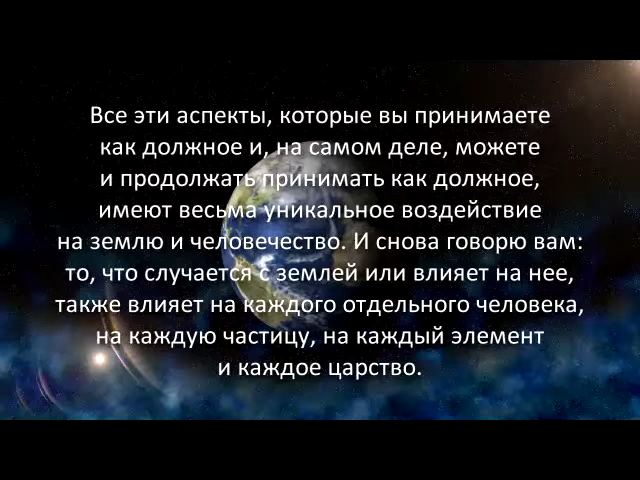 Все эти аспекты, которые вы принимаете
как должное и, на самом деле, можете
и продолжать принимать как должное,
имеют весьма уникальное воздействие
на землю и человечество. И снова говорю вам:
то, что случается с землей или влияет на нее,
также влияет на каждого отдельного человека,
на каждую частицу, на каждый элемент
и каждое царство.